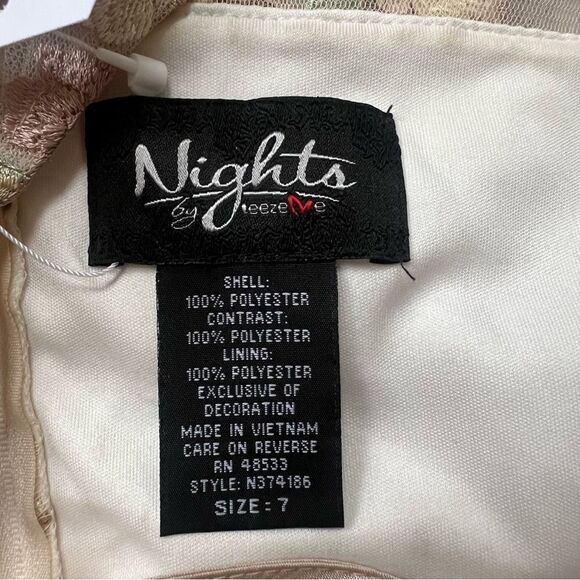 Nights
by ieezeMe
SHELL:
100% POLYESTER
CONTRAST:
100% POLYESTER
LINING:
100% POLYESTER
EXCLUSIVE OF
DECORATION
MADE IN VIETNAM
CARE ON REVERSE
RN 48533
STYLE: N374186
SIZE: 7